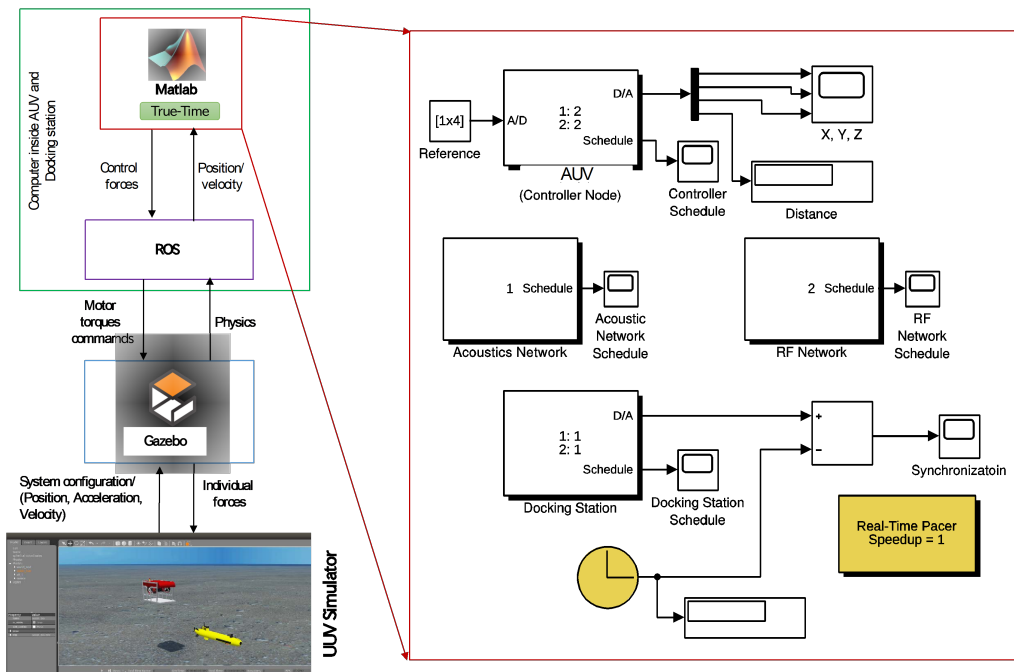 Computer inside AUV and
Docking station
Matlab
True-Time
Control
forces
Position/
velocity
ROS
Motor
torques
commands
Physics
Gazebo
System configuration/
(Position, Acceleration,
Velocity)
Individual
forces
UUV Simulator
[1x4]
Reference
A/D
1: 2
2: 2
D/A
Schedule
AUV
(Controller Node)
Controller
Schedule
X, Y, Z
Distance
1
Schedule
Acoustics Network
Acoustic
Network
Schedule
2
Schedule
RF Network
RF
Network
Schedule
D/A
1: 1
2: 1
Schedule
Docking Station
Docking Station
Schedule
+
−
Synchronizatoin
Real-Time Pacer
Speedup = 1